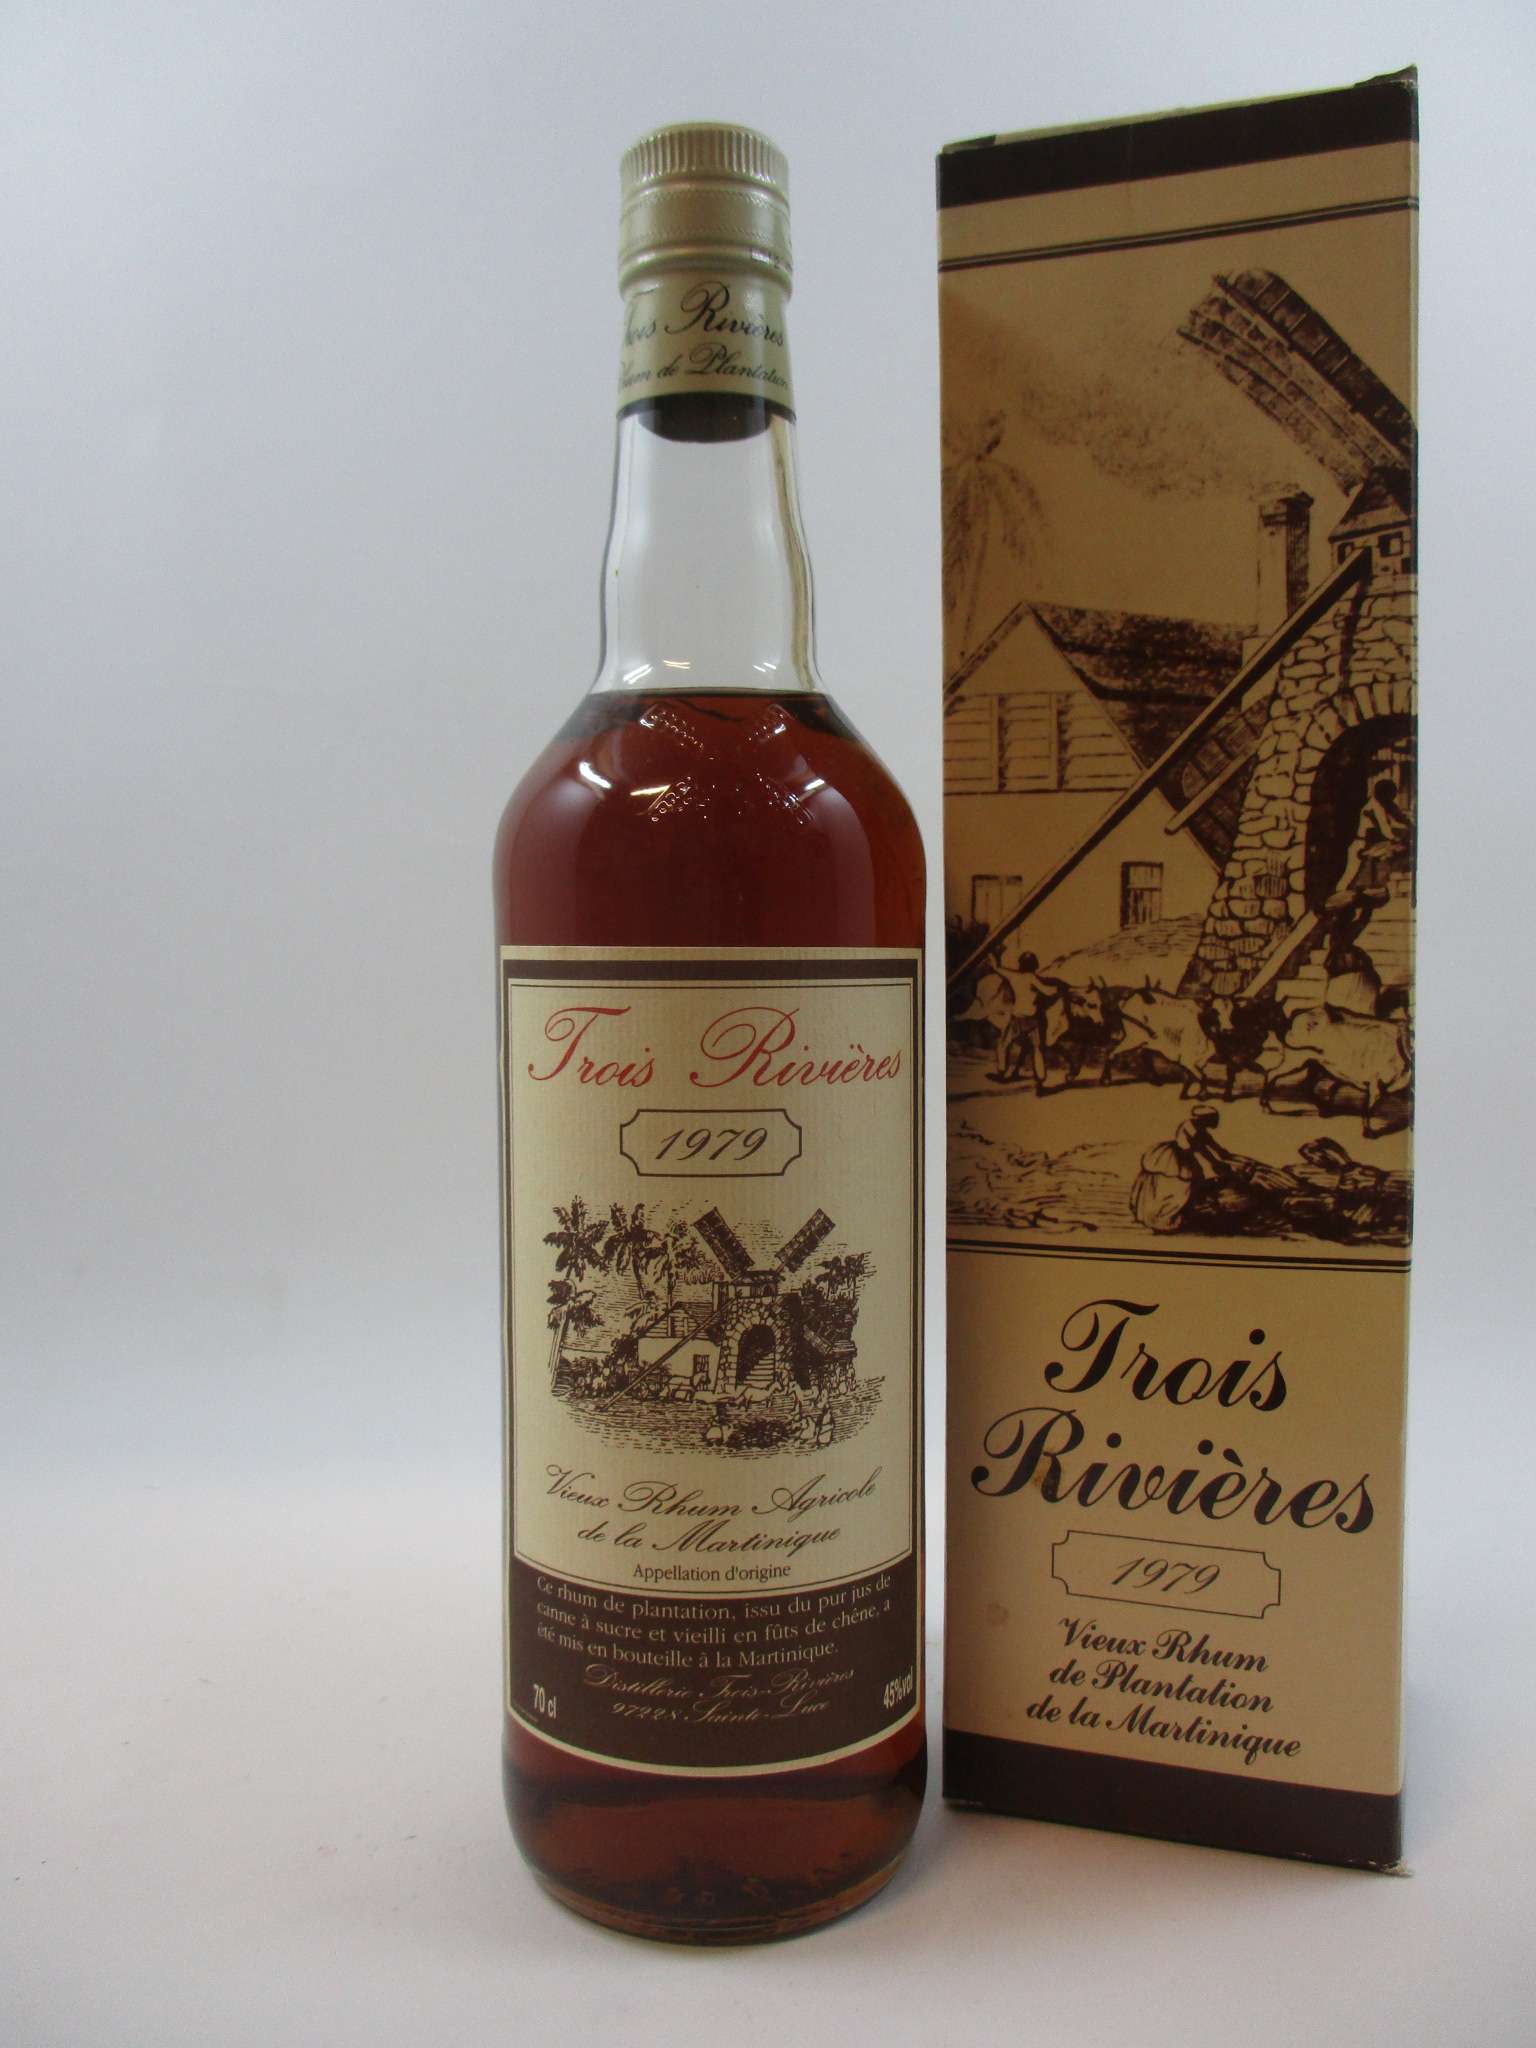 Rivières
de Plantation
Trois Rivières
1979
Vieux Rhum Agricole
de la Martinique
Appellation d'origine
Ce rhum de plantation, issu du pur jus de
canne à sucre et vieilli en fûts de chêne, a
été mis en bouteille à la Martinique.
Distillerie Trois-Rivières
97228 Sainte-Luce
70 cl
45%vol
Trois
Rivières
1979
Vieux Rhum
de Plantation
de la Martinique